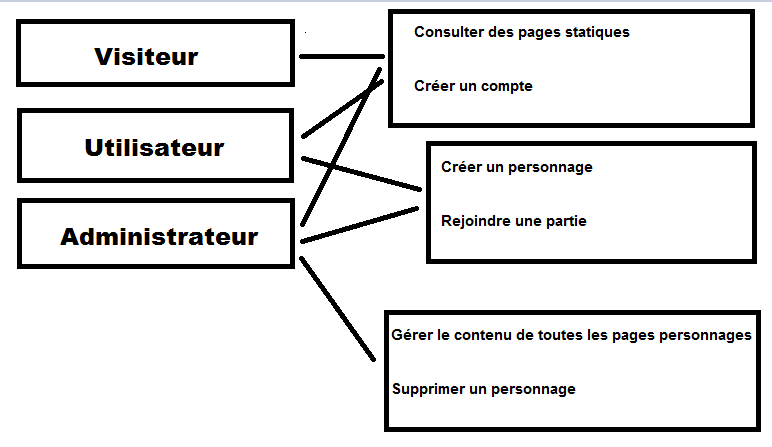 Visiteur
Utilisateur
Administrateur
Consulter des pages statiques
Créer un compte
Créer un personnage
Rejoindre une partie
Gérer le contenu de toutes les pages personnages
Supprimer un personnage